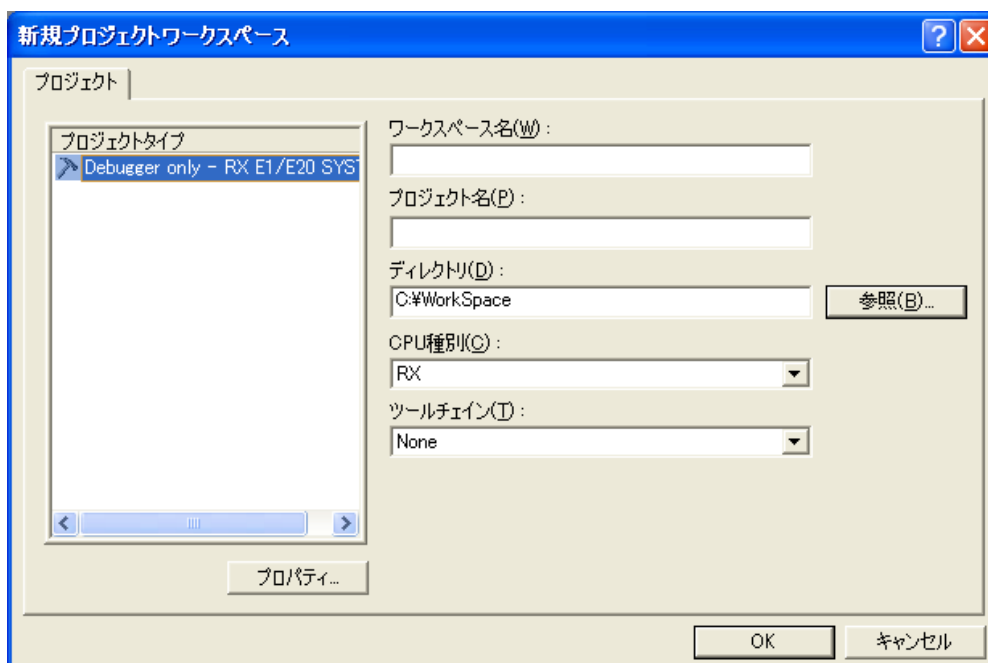 新規プロジェクトワークスペース
プロジェクト
プロジェクトタイプ
Debugger only - RX E1/E20 SYST
ワークスペース名(W) :
プロジェクト名(P) :
ディレクトリ(D) :
C:¥WorkSpace
参照(B)...
CPU種別(C) :
RX
ツールチェイン(T) :
None
プロパティ...
OK
キャンセル